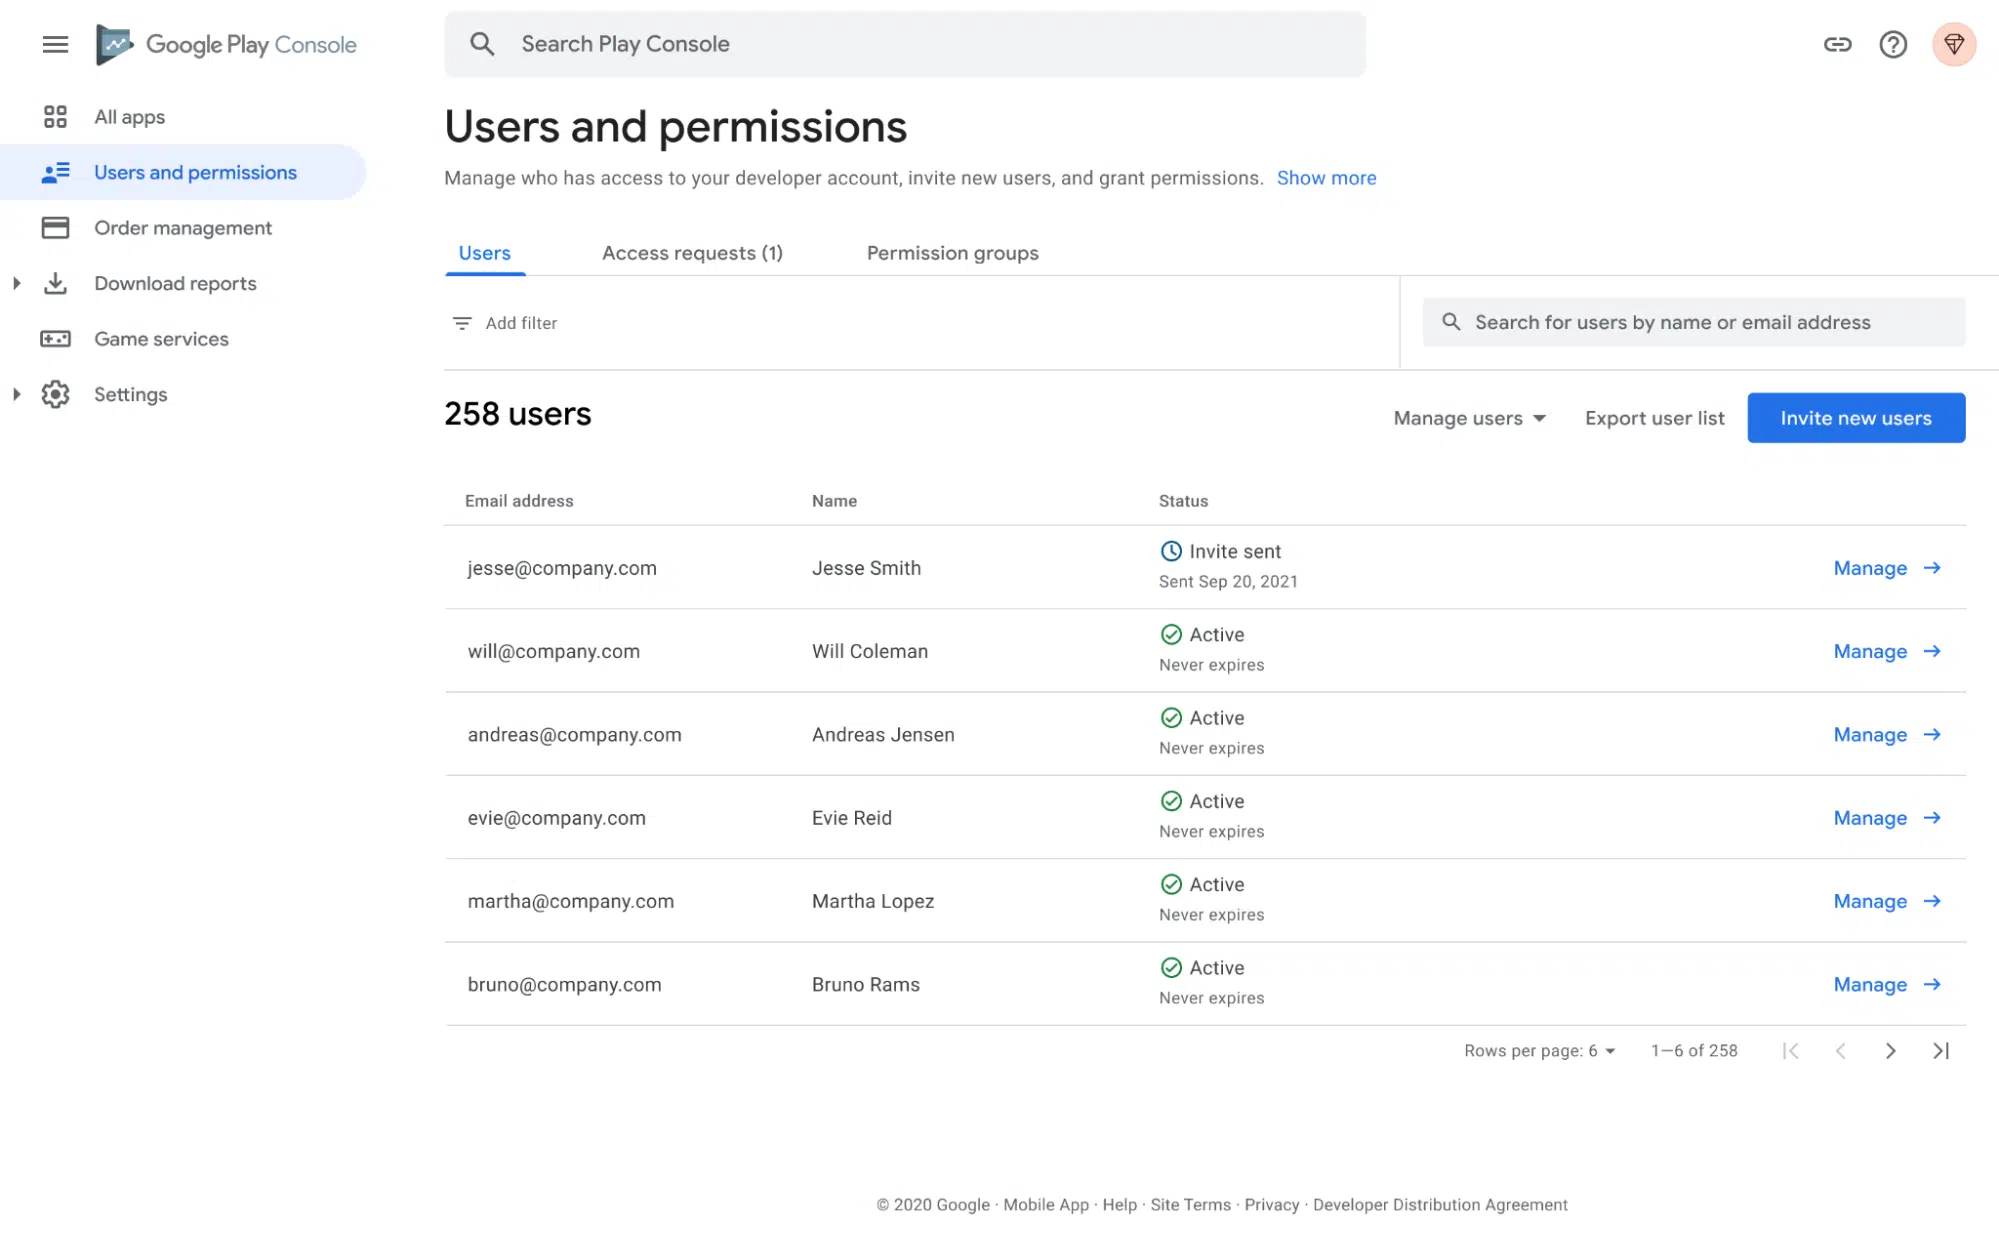 Google Play Console
Search Play Console
All apps
Users and permissions
Order management
Download reports
Game services
Settings
Users and permissions
Manage who has access to your developer account, invite new users, and grant permissions. Show more
Users Access requests (1) Permission groups
Add filter
Search for users by name or email address
258 users
Manage users Export user list Invite new users
Email address Name Status
jesse@company.com Jesse Smith Invite sent Manage
Sent Sep 20, 2021
will@company.com Will Coleman Active Manage
Never expires
andreas@company.com Andreas Jensen Active Manage
Never expires
evie@company.com Evie Reid Active Manage
Never expires
martha@company.com Martha Lopez Active Manage
Never expires
bruno@company.com Bruno Rams Active Manage
Never expires
Rows per page: 6 1–6 of 258
© 2020 Google · Mobile App · Help · Site Terms · Privacy · Developer Distribution Agreement